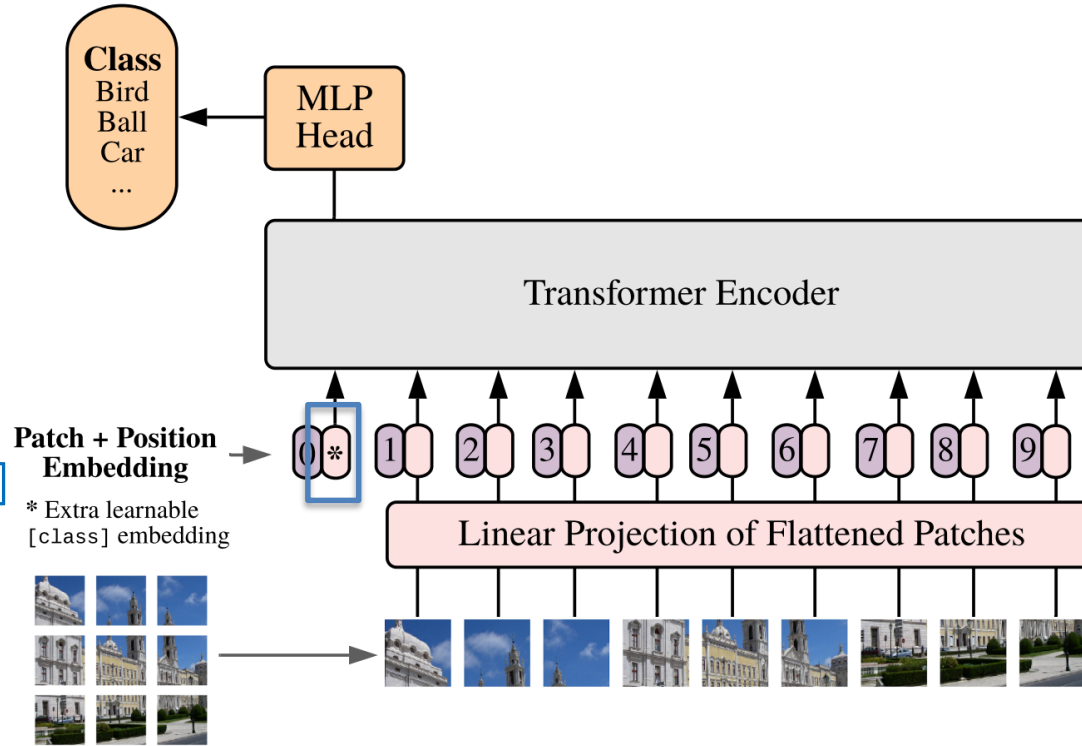 Class
Bird
Ball
Car
...
MLP
Head
Transformer Encoder
Patch + Position
Embedding
0 * 1 2 3 4 5 6 7 8 9
* Extra learnable
[class] embedding
Linear Projection of Flattened Patches